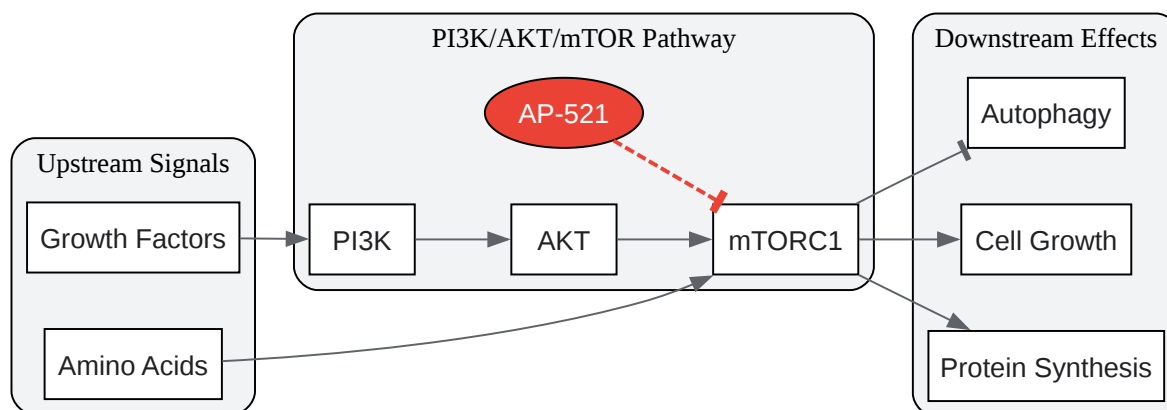 PI3K/AKT/mTOR Pathway
Downstream Effects
AP-521
Autophagy
Upstream Signals
Growth Factors
PI3K
AKT
mTORC1
Cell Growth
Amino Acids
Protein Synthesis